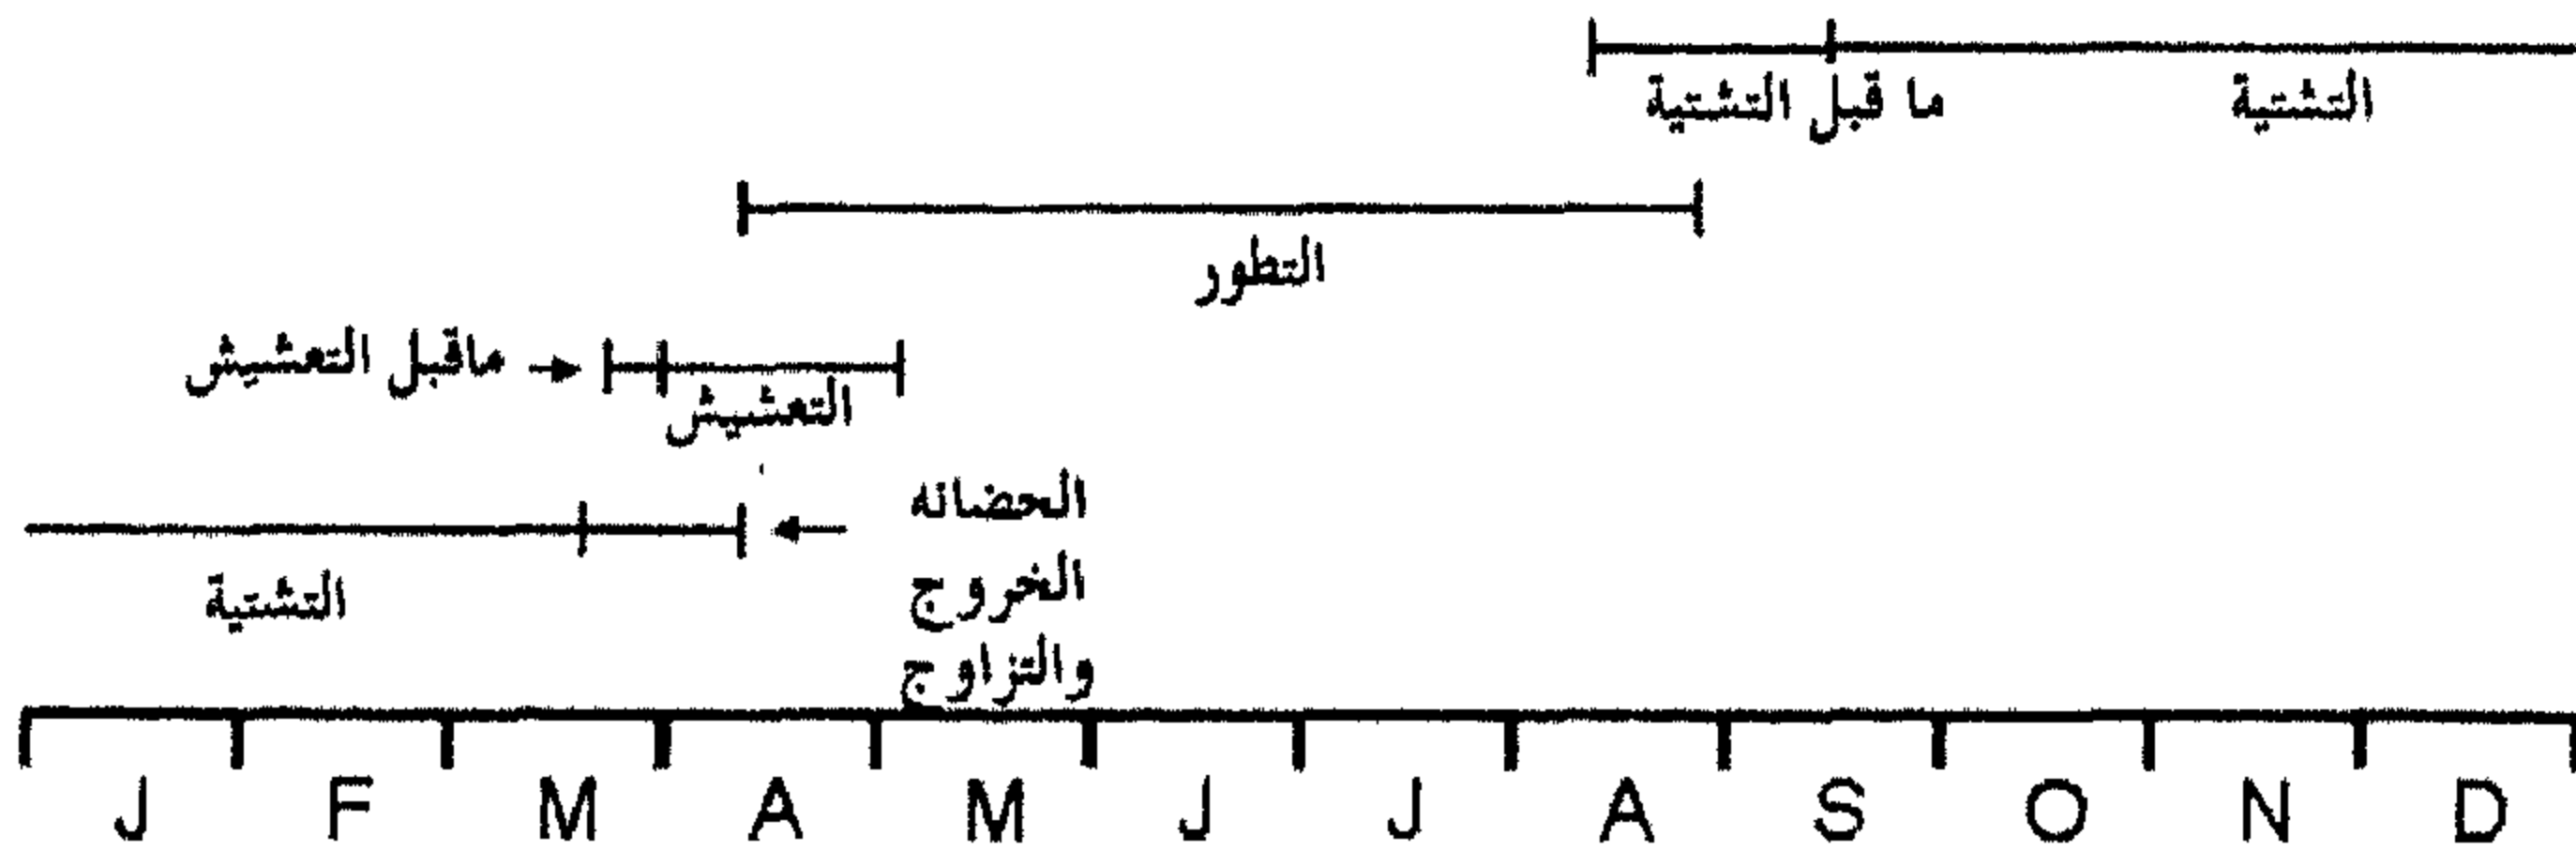 ما قبل التشتية التشتية
التطور
ماقبل التعشيش
التعشيش
الحضانه
الخروج
والتزاوج
التشتية
J F M A M J J A S O N D